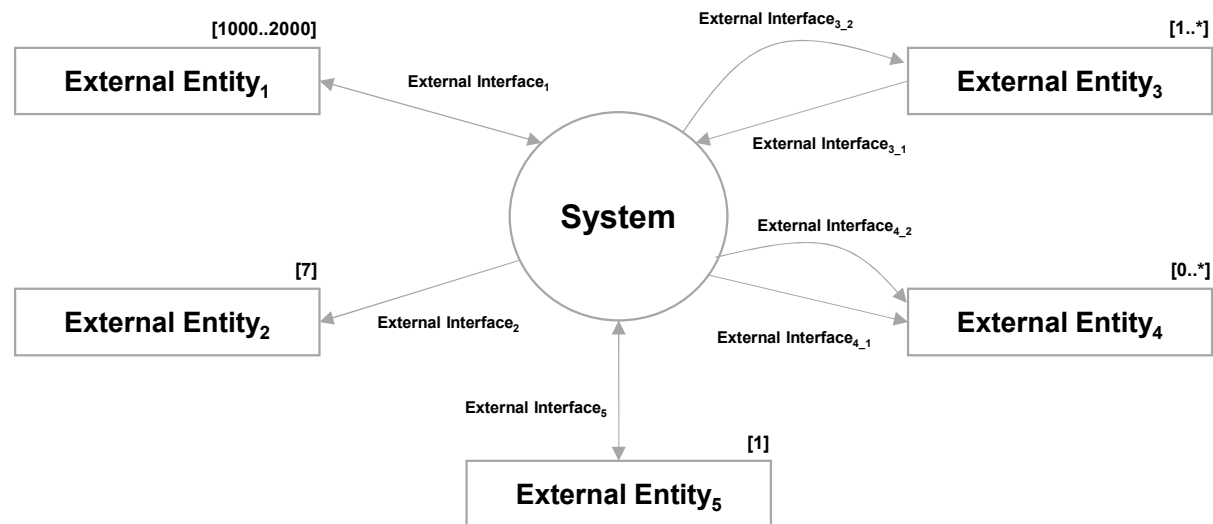 [1000..2000]
External Entity₁
External Interface₁
External Interface₃_₂
[1..*]
External Entity₃
External Interface₃_₁
System
External Interface₄_₂
[7]
External Entity₂
External Interface₂
[0..*]
External Entity₄
External Interface₄_₁
External Interface₅
[1]
External Entity₅